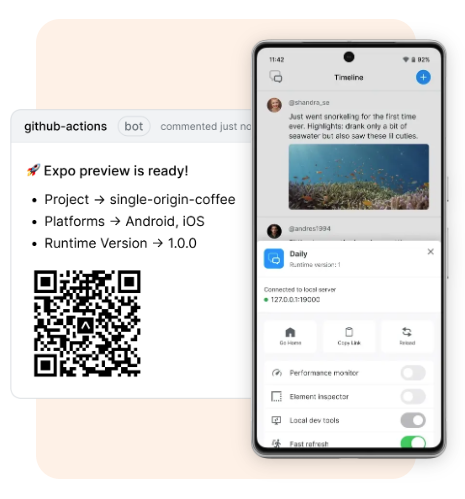 github-actions bot commented just no
🚀 Expo preview is ready!
• Project → single-origin-coffee
• Platforms → Android, iOS
• Runtime Version → 1.0.0
11:42 92%
Timeline
@shandra_se
Just went snorkeling for the first time
ever. Highlights: drank only a bit of
seawater but also saw these lil cuties.
@andrex1994
Daily
Runtime version: 1
Connected to local server
127.0.0.1:19000
Go Home Copy Link Reload
Performance monitor
Element inspector
Local dev tools
Fast refresh